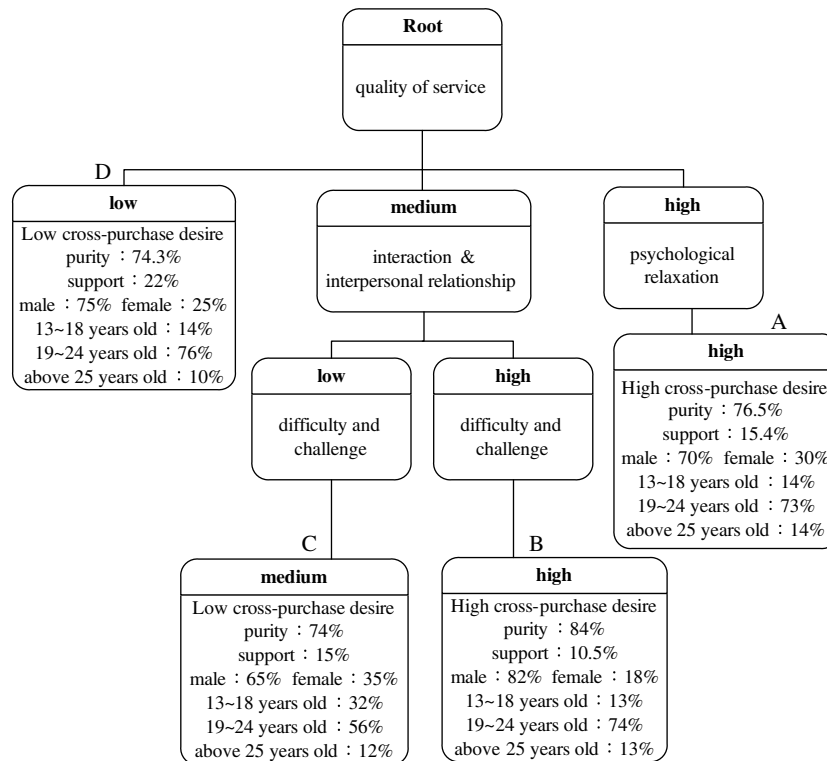 Root
quality of service
D
low
Low cross-purchase desire
purity：74.3%
support：22%
male：75% female：25%
13~18 years old：14%
19~24 years old：76%
above 25 years old：10%
medium
interaction &
interpersonal relationship
high
psychological
relaxation
A
high
High cross-purchase desire
purity：76.5%
support：15.4%
male：70% female：30%
13~18 years old：14%
19~24 years old：73%
above 25 years old：14%
low
difficulty and
challenge
high
difficulty and
challenge
C
medium
Low cross-purchase desire
purity：74%
support：15%
male：65% female：35%
13~18 years old：32%
19~24 years old：56%
above 25 years old：12%
B
high
High cross-purchase desire
purity：84%
support：10.5%
male：82% female：18%
13~18 years old：13%
19~24 years old：74%
above 25 years old：13%